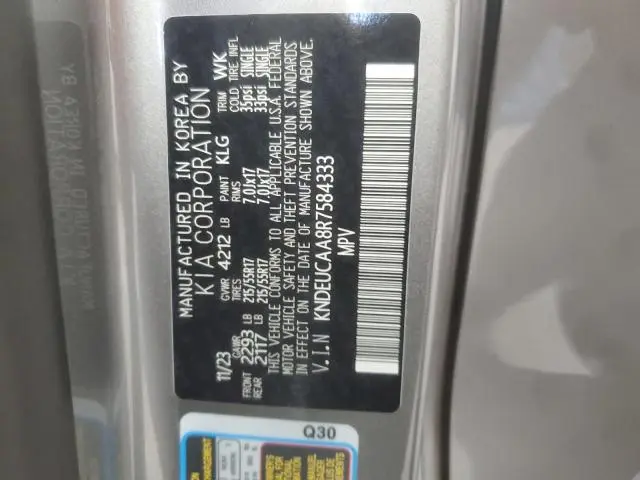 MANUFACTURED IN KOREA BY
KIA CORPORATION
11/23 GVWR 4212 LB PAINT KLG TRIM WK
GAWR TIRES RIMS COLD TIRE INFL
FRONT 2293 LB 215/55R17 7.0Jx17 35psi SINGLE
REAR 2117 LB 215/55R17 7.0Jx17 33psi SINGLE
THIS VEHICLE CONFORMS TO ALL APPLICABLE U.S.A. FEDERAL
MOTOR VEHICLE SAFETY AND THEFT PREVENTION STANDARDS
IN EFFECT ON THE DATE OF MANUFACTURE SHOWN ABOVE.
V.I.N KNDEUCAA8R7584333
MPV
Q30